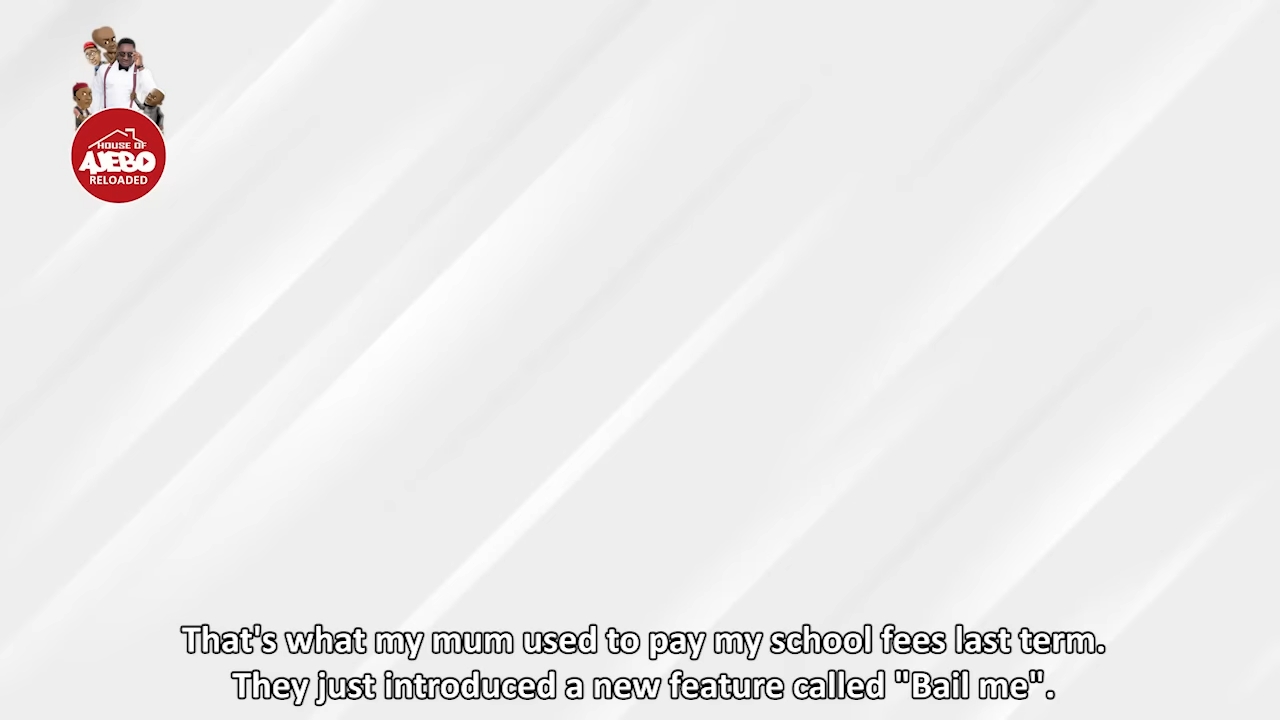 HOUSE OF
AJEBO
RELOADED
That's what my mum used to pay my school fees last term.
They just introduced a new feature called "Bail me".